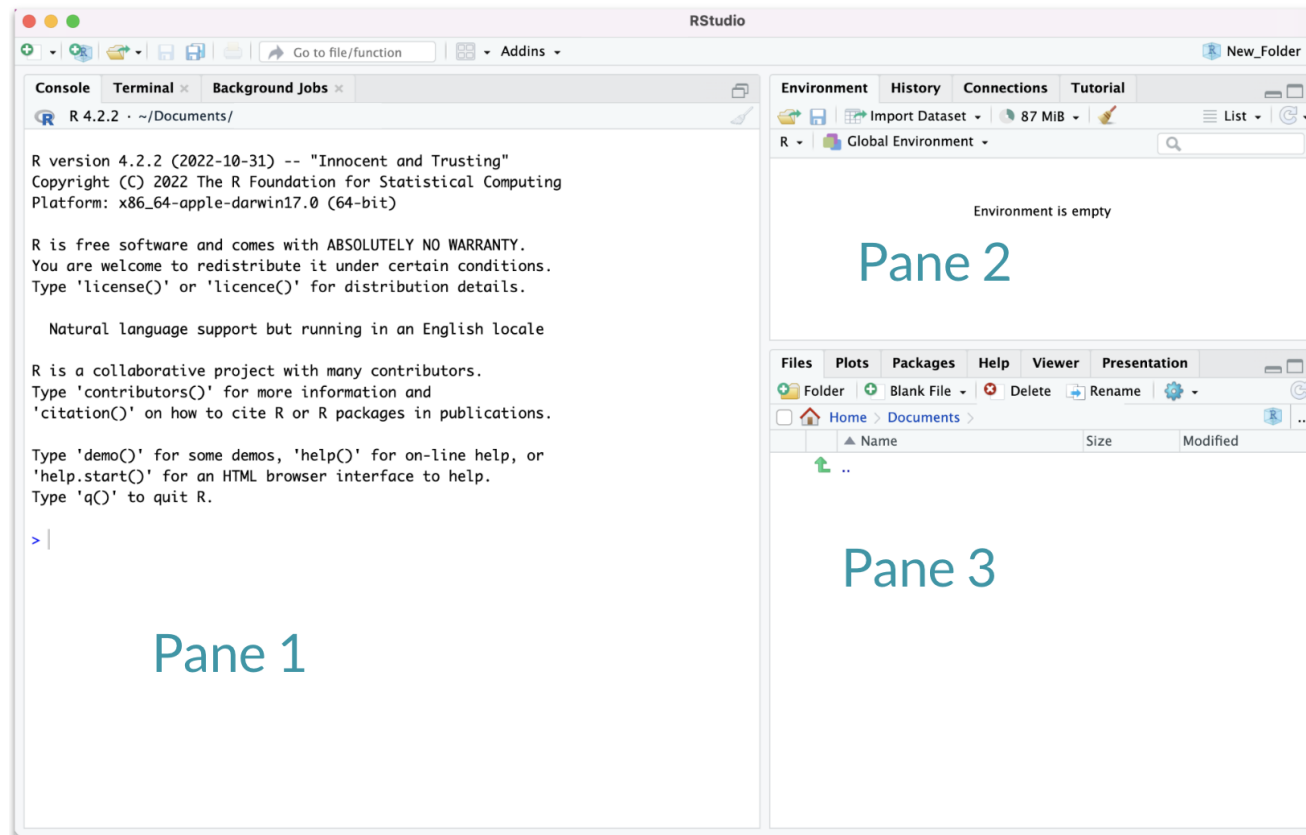 RStudio
Go to file/function
Addins
New_Folder
Console Terminal Background Jobs
R R 4.2.2 · ~/Documents/
R version 4.2.2 (2022-10-31) -- "Innocent and Trusting"
Copyright (C) 2022 The R Foundation for Statistical Computing
Platform: x86_64-apple-darwin17.0 (64-bit)
R is free software and comes with ABSOLUTELY NO WARRANTY.
You are welcome to redistribute it under certain conditions.
Type 'license()' or 'licence()' for distribution details.
Natural language support but running in an English locale
R is a collaborative project with many contributors.
Type 'contributors()' for more information and
'citation()' on how to cite R or R packages in publications.
Type 'demo()' for some demos, 'help()' for on-line help, or
'help.start()' for an HTML browser interface to help.
Type 'q()' to quit R.
>
Pane 1
Environment History Connections Tutorial
Import Dataset 87 MiB List
R Global Environment
Environment is empty
Pane 2
Files Plots Packages Help Viewer Presentation
Folder Blank File Delete Rename
Home > Documents > R ..
Name Size Modified
..
Pane 3